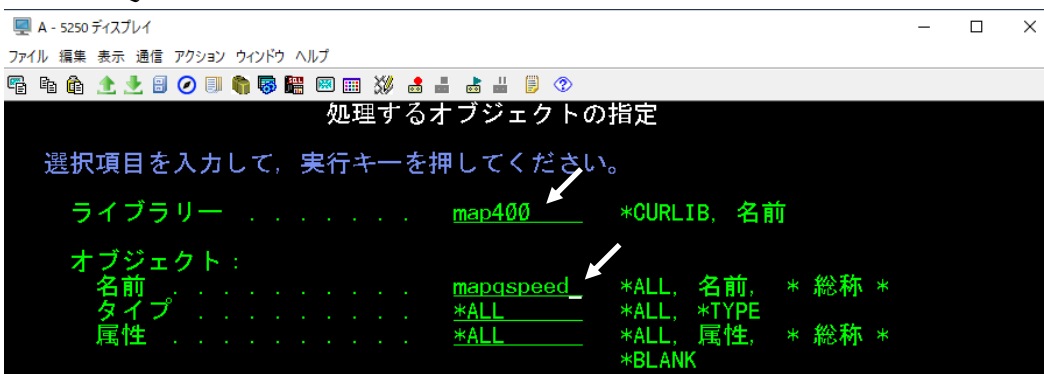 A - 5250 ディスプレイ
ファイル 編集 表示 通信 アクション ウィンドウ ヘルプ
処理するオブジェクトの指定
選択項目を入力して, 実行キーを押してください。
ライブラリー . . . . . . . map400 *CURLIB, 名前
オブジェクト :
名前 . . . . . . . . . . mapqspeed_ *ALL, 名前, * 総称 *
タイプ . . . . . . . . . *ALL *ALL, *TYPE
属性 . . . . . . . . . . *ALL *ALL, 属性, * 総称 *
*BLANK